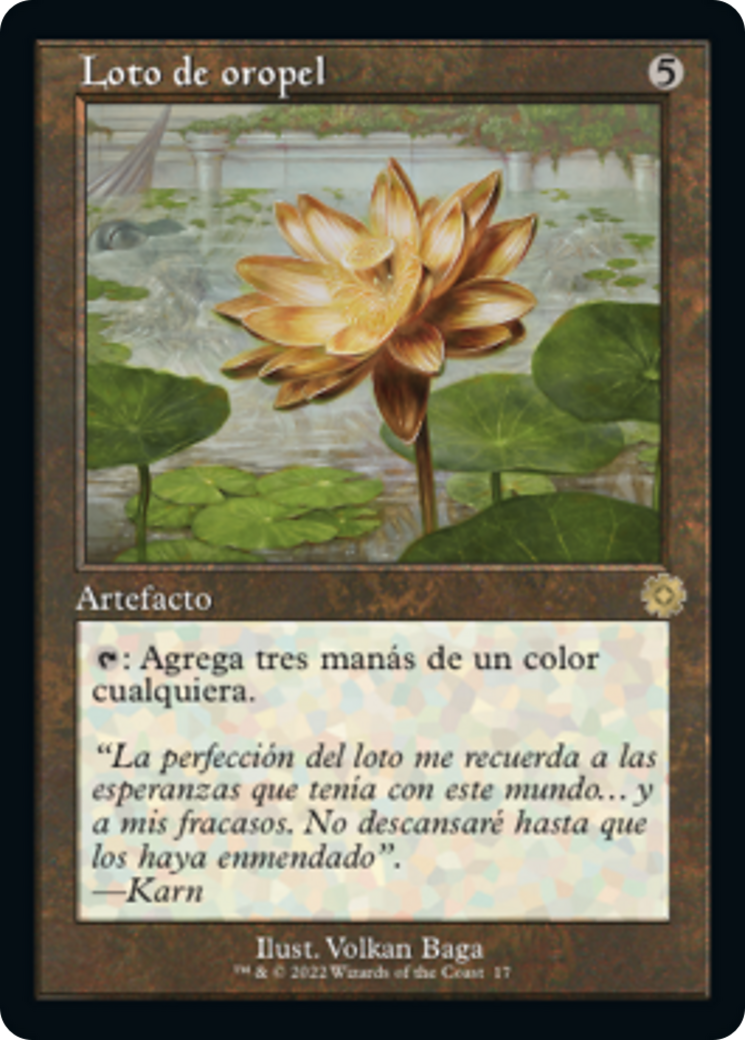 Loto de oropel 5
Artefacto
: Agrega tres manás de un color
cualquiera.
“La perfección del loto me recuerda a las
esperanzas que tenía con este mundo… y
a mis fracasos. No descansaré hasta que
los haya enmendado”.
—Karn
Ilust. Volkan Baga
™ & © 2022 Wizards of the Coast 17